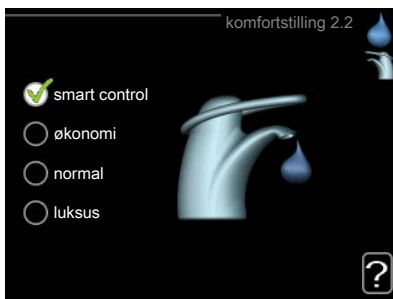 komfortstilling 2.2
smart control
økonomi
normal
luksus
?